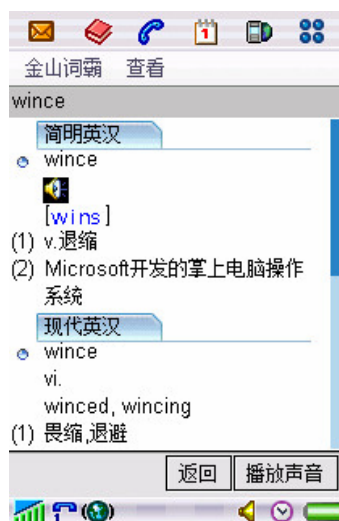 1
金山词霸 查看
wince
简明英汉
wince
[wins]
(1) v.退缩
(2) Microsoft开发的掌上电脑操作
系统
现代英汉
wince
vi.
winced, wincing
(1) 畏缩,退避
返回 播放声音